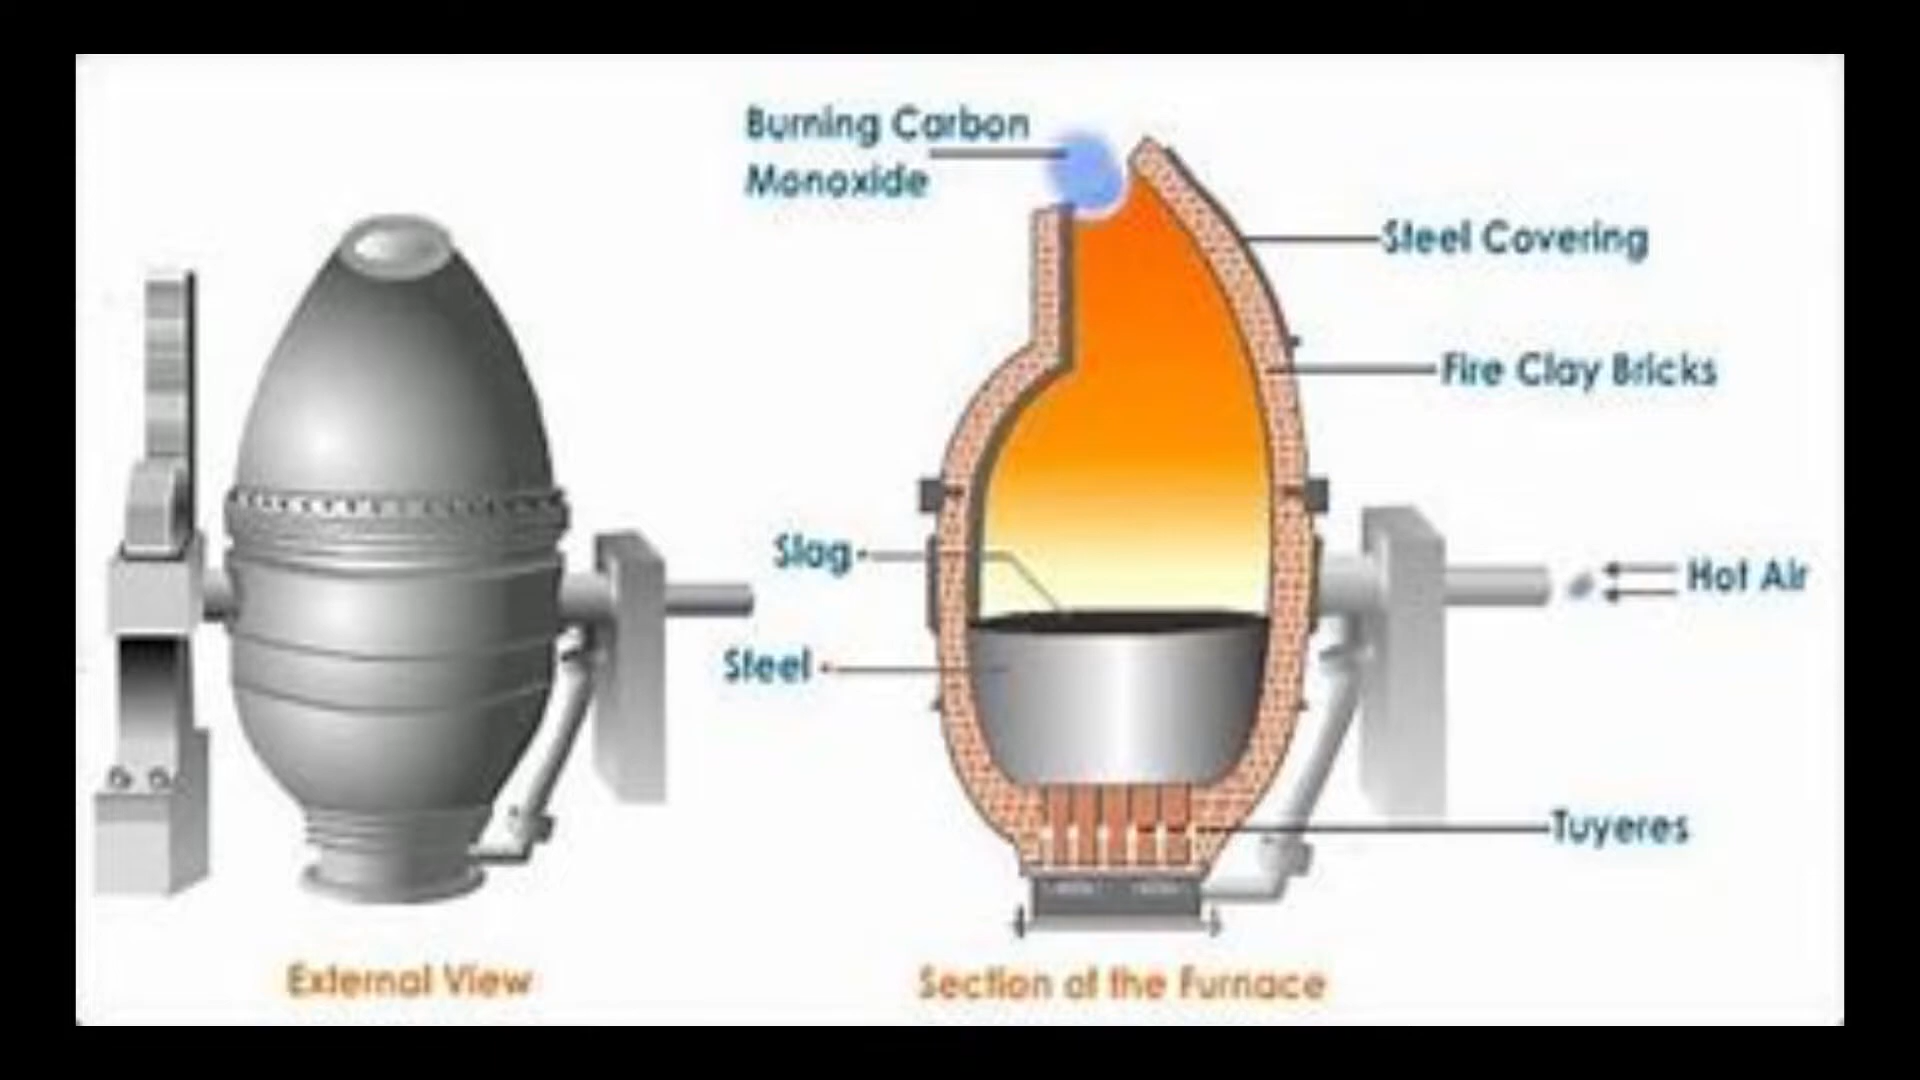 Burning Carbon
Monoxide
Steel Covering
Fire Clay Bricks
Slag
Hot Air
Steel
Tuyeres
External View
Section of the Furnace